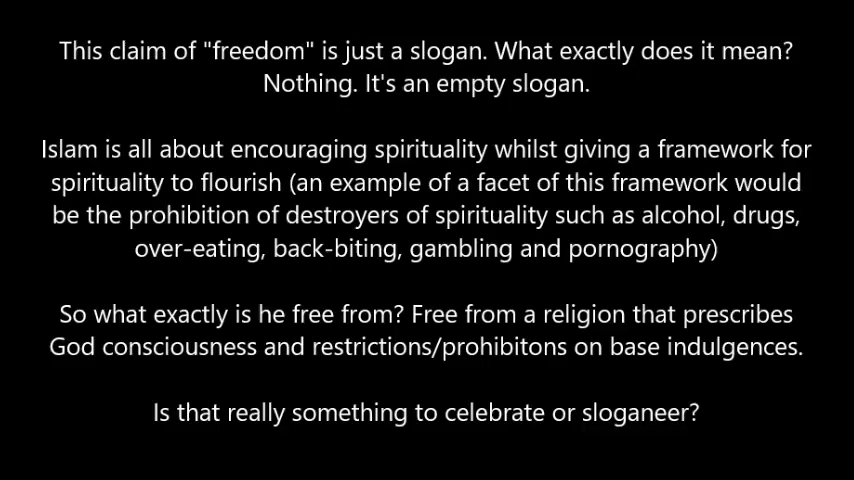 This claim of "freedom" is just a slogan. What exactly does it mean?
Nothing. It's an empty slogan.
Islam is all about encouraging spirituality whilst giving a framework for
spirituality to flourish (an example of a facet of this framework would
be the prohibition of destroyers of spirituality such as alcohol, drugs,
over-eating, back-biting, gambling and pornography)
So what exactly is he free from? Free from a religion that prescribes
God consciousness and restrictions/prohibitons on base indulgences.
Is that really something to celebrate or sloganeer?